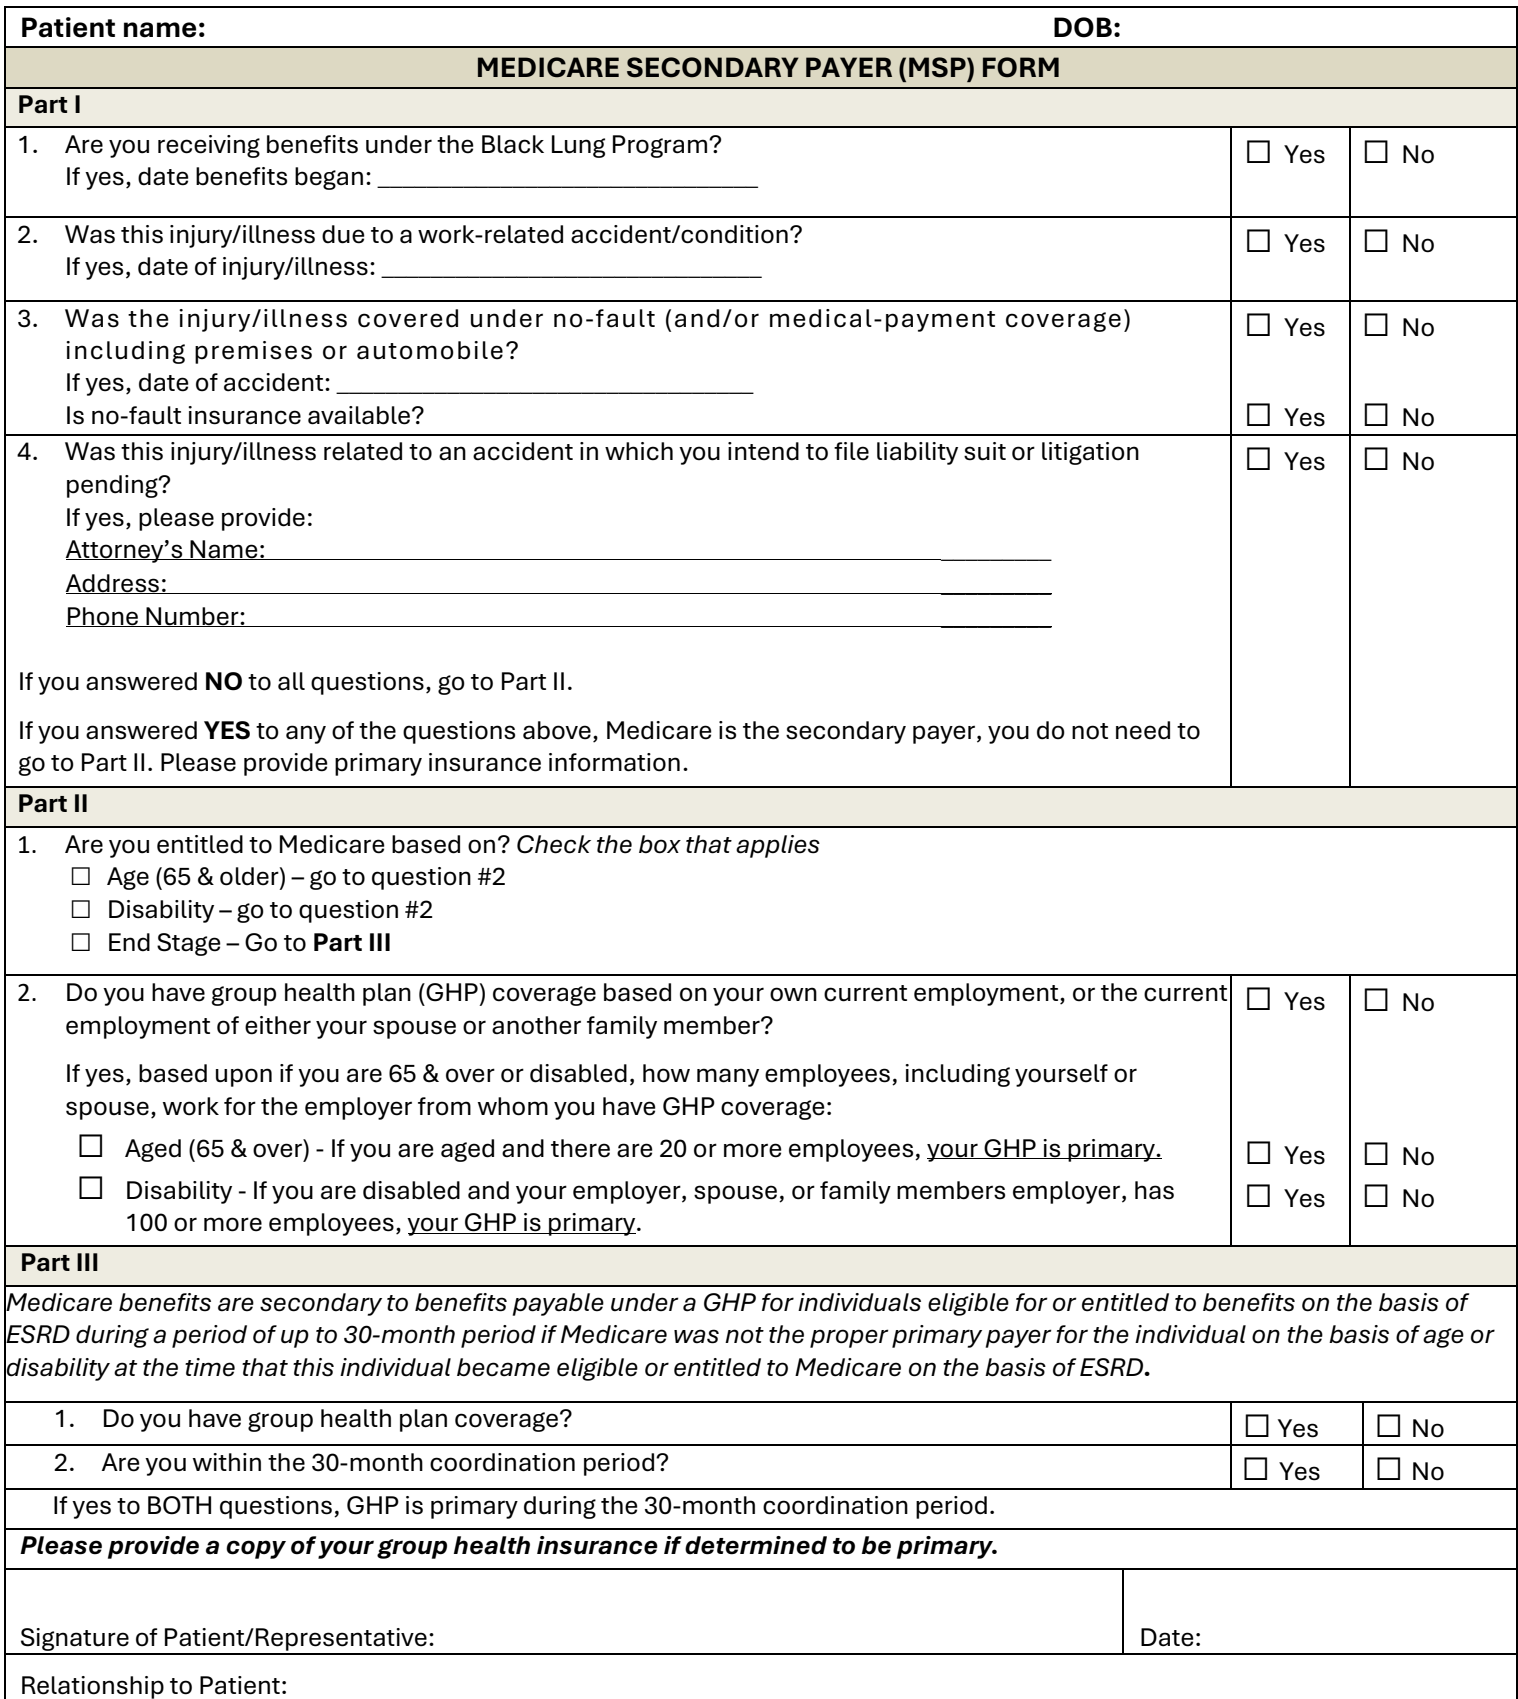 Patient name: DOB:
MEDICARE SECONDARY PAYER (MSP) FORM
Part I
1. Are you receiving benefits under the Black Lung Program? ☐ Yes ☐ No
If yes, date benefits began: ____________________________
2. Was this injury/illness due to a work-related accident/condition? ☐ Yes ☐ No
If yes, date of injury/illness: ____________________________
3. Was the injury/illness covered under no-fault (and/or medical-payment coverage) ☐ Yes ☐ No
including premises or automobile?
If yes, date of accident: ______________________________
Is no-fault insurance available? ☐ Yes ☐ No
4. Was this injury/illness related to an accident in which you intend to file liability suit or litigation ☐ Yes ☐ No
pending?
If yes, please provide:
Attorney’s Name: ________
Address: ________
Phone Number: ________
If you answered NO to all questions, go to Part II.
If you answered YES to any of the questions above, Medicare is the secondary payer, you do not need to
go to Part II. Please provide primary insurance information.
Part II
1. Are you entitled to Medicare based on? Check the box that applies
☐ Age (65 & older) – go to question #2
☐ Disability – go to question #2
☐ End Stage – Go to Part III
2. Do you have group health plan (GHP) coverage based on your own current employment, or the current ☐ Yes ☐ No
employment of either your spouse or another family member?
If yes, based upon if you are 65 & over or disabled, how many employees, including yourself or
spouse, work for the employer from whom you have GHP coverage:
☐ Aged (65 & over) - If you are aged and there are 20 or more employees, your GHP is primary. ☐ Yes ☐ No
☐ Disability - If you are disabled and your employer, spouse, or family members employer, has ☐ Yes ☐ No
100 or more employees, your GHP is primary.
Part III
Medicare benefits are secondary to benefits payable under a GHP for individuals eligible for or entitled to benefits on the basis of
ESRD during a period of up to 30-month period if Medicare was not the proper primary payer for the individual on the basis of age or
disability at the time that this individual became eligible or entitled to Medicare on the basis of ESRD.
1. Do you have group health plan coverage? ☐ Yes ☐ No
2. Are you within the 30-month coordination period? ☐ Yes ☐ No
If yes to BOTH questions, GHP is primary during the 30-month coordination period.
Please provide a copy of your group health insurance if determined to be primary.
Signature of Patient/Representative: Date:
Relationship to Patient: